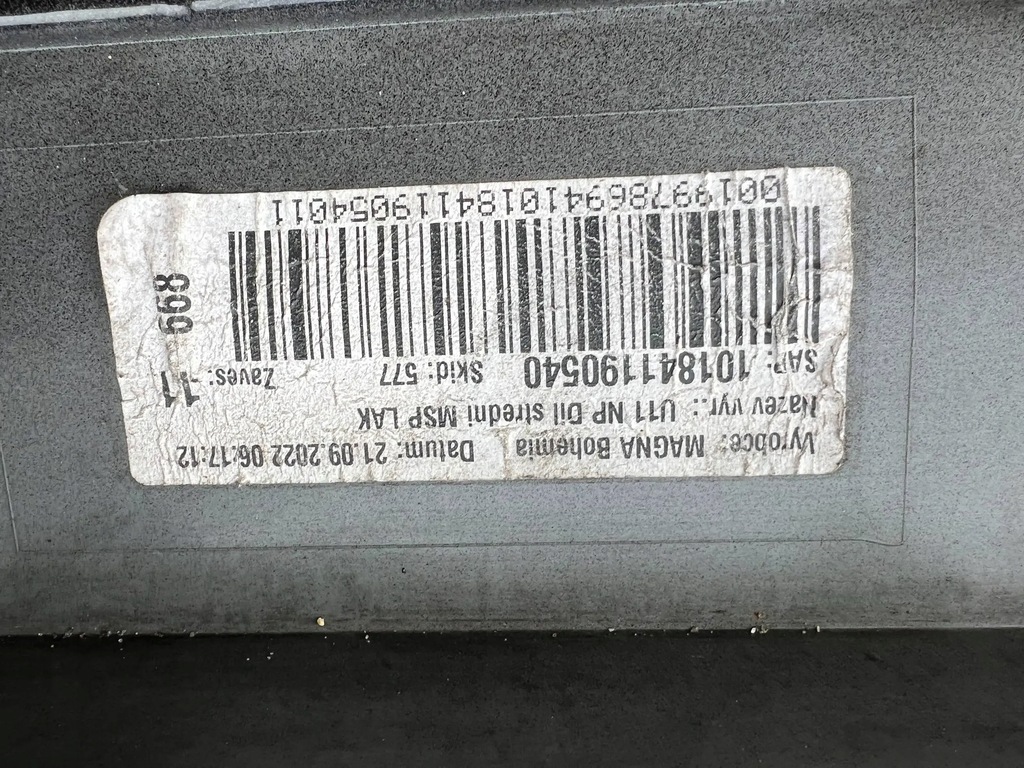 Vyrobce: MAGNA Bohemia Datum: 21.09.2022 06:17:12
Nazev vyr.: U11 NP Dil stredni MSP LAK
SAP: 101841190540 Skid: 577 Zaves: -11
001997869410184119054011